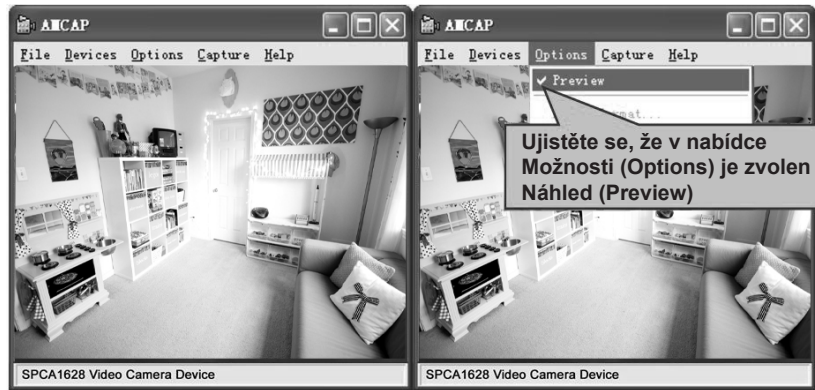 AMCAP
File Devices Options Capture Help
SPCA1628 Video Camera Device
AMCAP
File Devices Options Capture Help
✓ Preview
Ujistěte se, že v nabídce
Možnosti (Options) je zvolen
Náhled (Preview)
SPCA1628 Video Camera Device